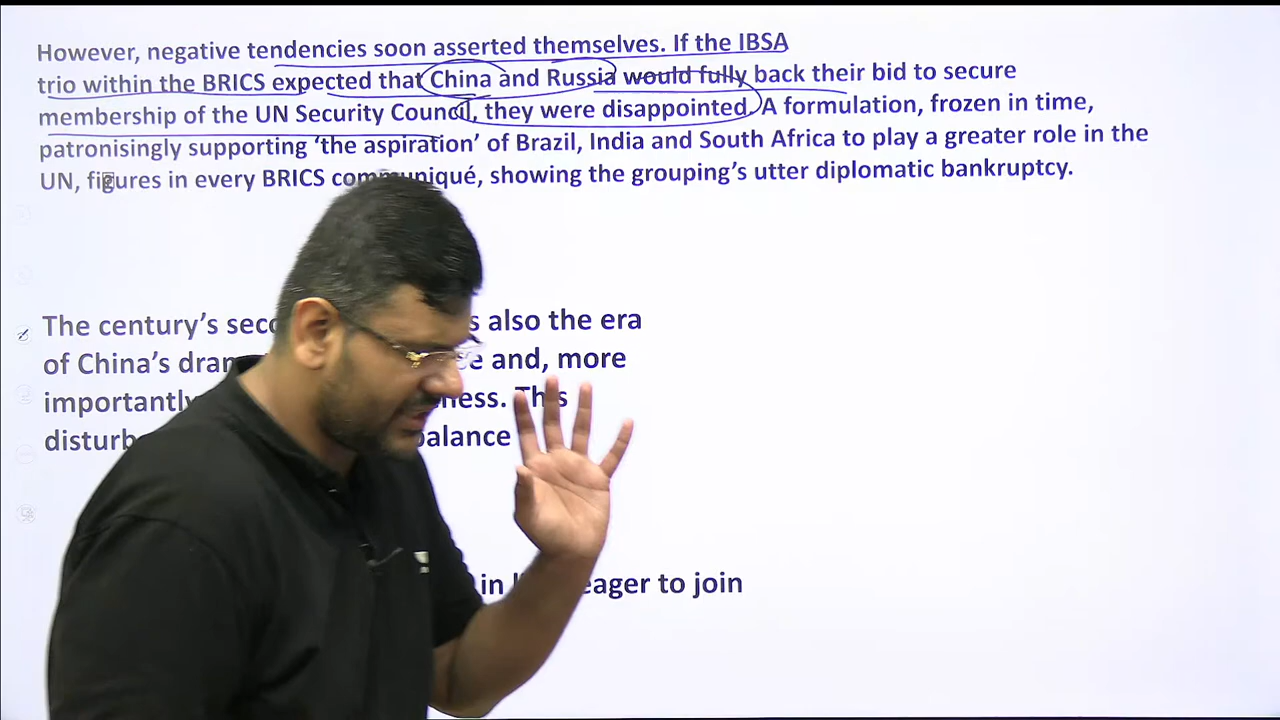 However, negative tendencies soon asserted themselves. If the IBSA
trio within the BRICS expected that China and Russia would fully back their bid to secure
membership of the UN Security Council, they were disappointed. A formulation, frozen in time,
patronisingly supporting ‘the aspiration’ of Brazil, India and South Africa to play a greater role in the
UN, figures in every BRICS communiqué, showing the grouping’s utter diplomatic bankruptcy.
The century’s also the era
of China’s and, more
importantly This
balance
in eager to join